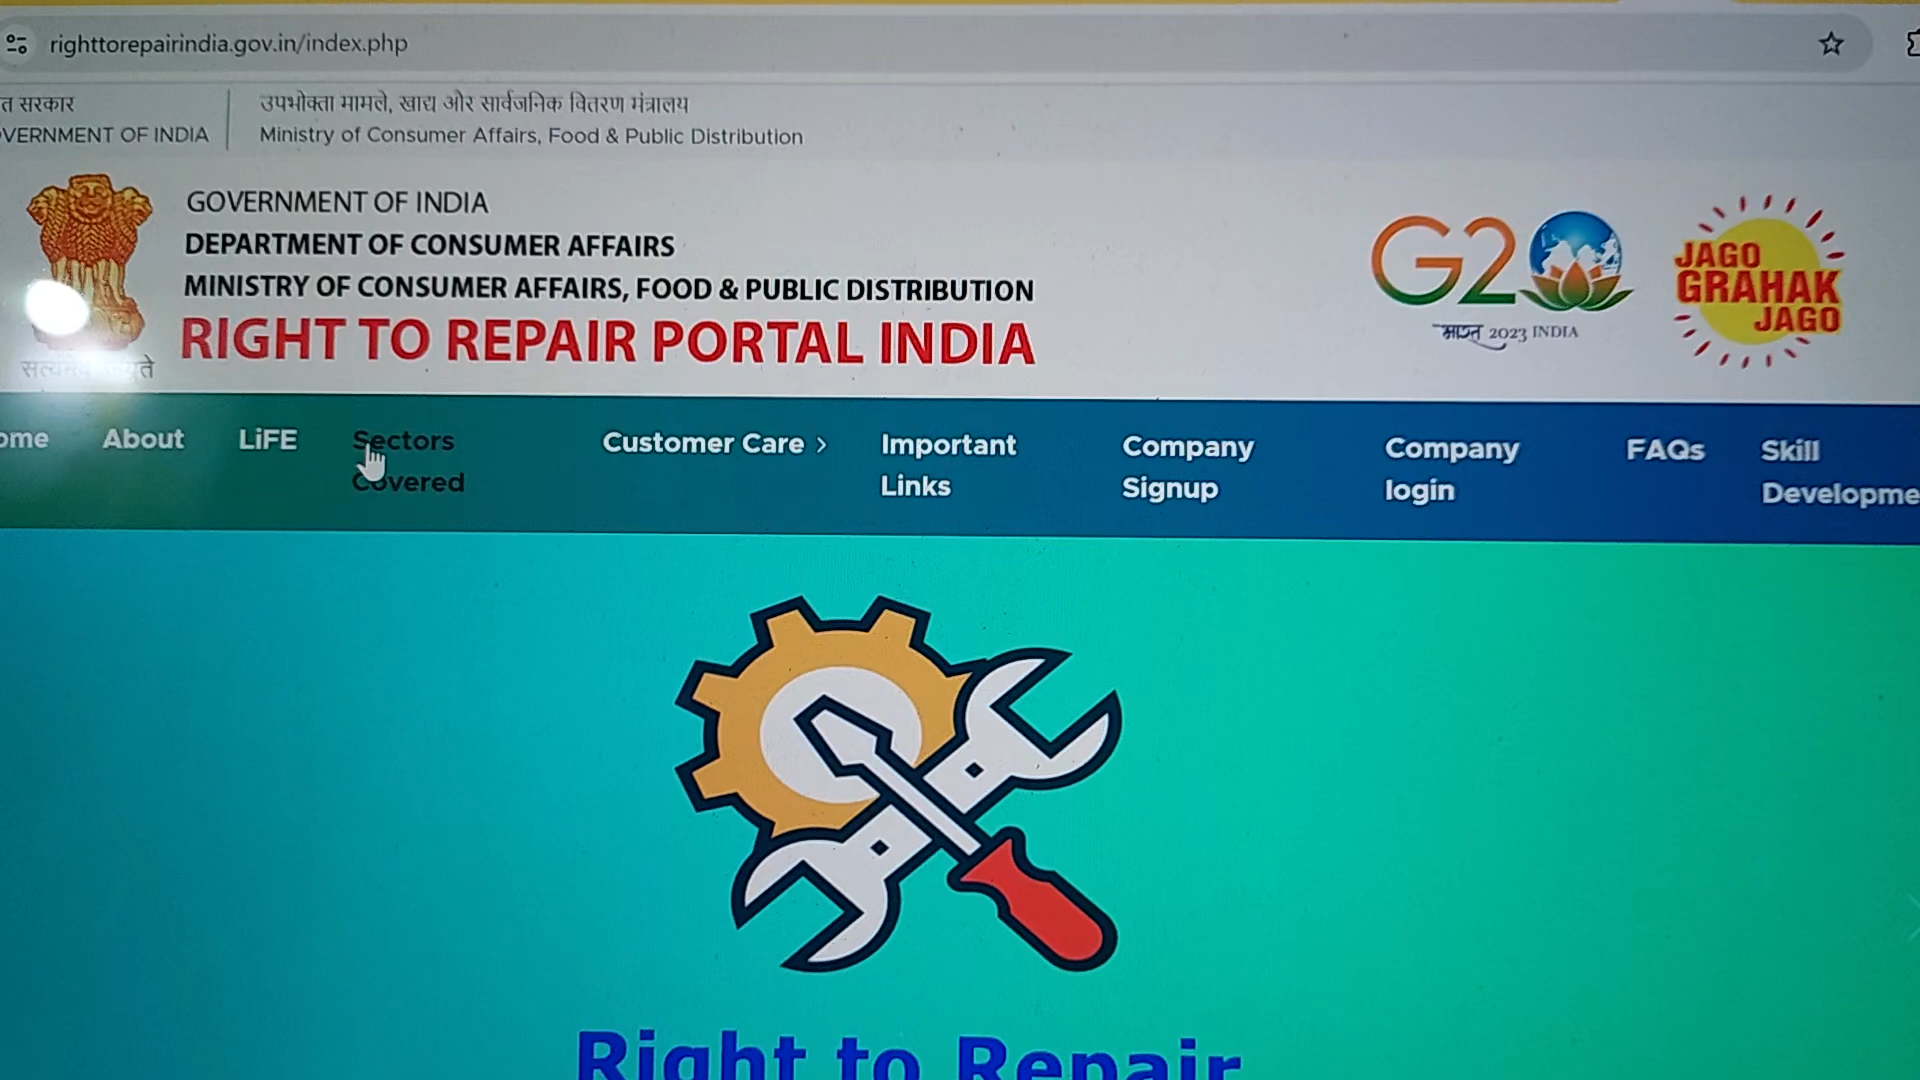 righttorepairindia.gov.in/index.php
त सरकार
VERNMENT OF INDIA
उपभोक्ता मामले, खाद्य और सार्वजनिक वितरण मंत्रालय
Ministry of Consumer Affairs, Food & Public Distribution
GOVERNMENT OF INDIA
DEPARTMENT OF CONSUMER AFFAIRS
MINISTRY OF CONSUMER AFFAIRS, FOOD & PUBLIC DISTRIBUTION
RIGHT TO REPAIR PORTAL INDIA
G20
भारत 2023 INDIA
JAGO
GRAHAK
JAGO
ome
About
LiFE
Sectors
Covered
Customer Care >
Important
Links
Company
Signup
Company
login
FAQs
Skill
Developme
Right to Repair